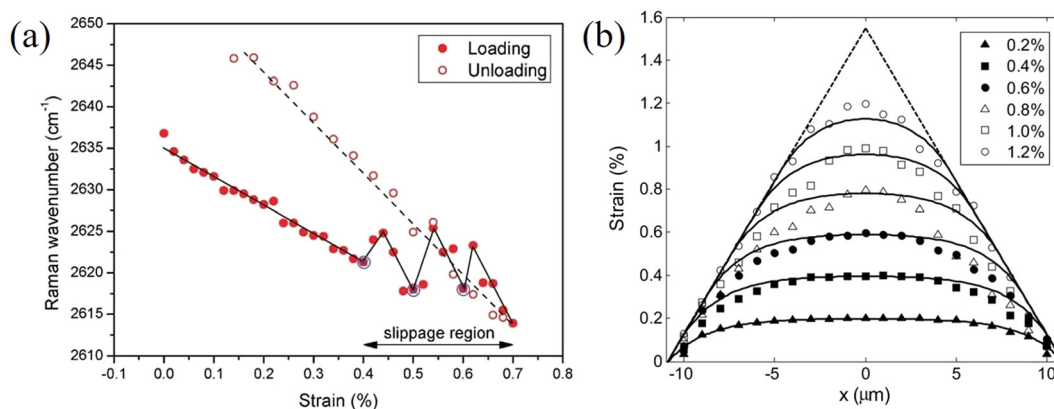 (a)
Raman wavenumber (cm⁻¹)
2650
2645
2640
2635
2630
2625
2620
2615
2610
Loading
Unloading
slippage region
-0.1 0.0 0.1 0.2 0.3 0.4 0.5 0.6 0.7 0.8
Strain (%)
(b)
Strain (%)
1.6
1.4
1.2
1.0
0.8
0.6
0.4
0.2
0
0.2%
0.4%
0.6%
0.8%
1.0%
1.2%
-10 -5 0 5 10
x (μm)